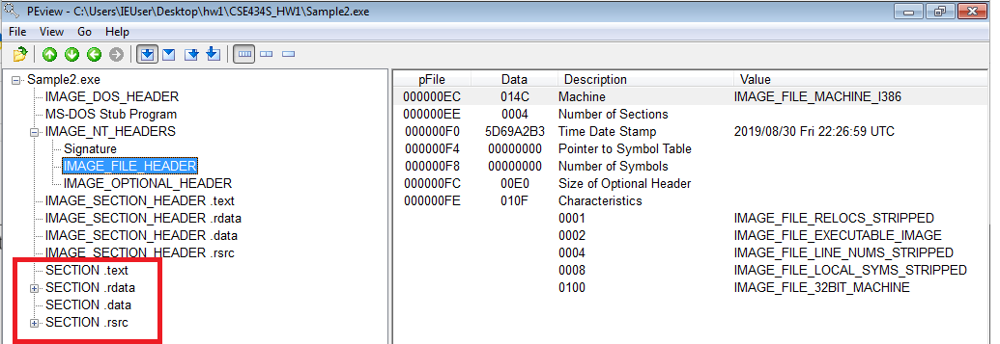 PEview - C:\Users\IEUser\Desktop\hw1\CSE434S_HW1\Sample2.exe
File View Go Help
Sample2.exe
IMAGE_DOS_HEADER
MS-DOS Stub Program
IMAGE_NT_HEADERS
Signature
IMAGE_FILE_HEADER
IMAGE_OPTIONAL_HEADER
IMAGE_SECTION_HEADER .text
IMAGE_SECTION_HEADER .rdata
IMAGE_SECTION_HEADER .data
IMAGE_SECTION_HEADER .rsrc
SECTION .text
SECTION .rdata
SECTION .data
SECTION .rsrc
pFile Data Description Value
000000EC 014C Machine IMAGE_FILE_MACHINE_I386
000000EE 0004 Number of Sections
000000F0 5D69A2B3 Time Date Stamp 2019/08/30 Fri 22:26:59 UTC
000000F4 00000000 Pointer to Symbol Table
000000F8 00000000 Number of Symbols
000000FC 00E0 Size of Optional Header
000000FE 010F Characteristics
0001 IMAGE_FILE_RELOCS_STRIPPED
0002 IMAGE_FILE_EXECUTABLE_IMAGE
0004 IMAGE_FILE_LINE_NUMS_STRIPPED
0008 IMAGE_FILE_LOCAL_SYMS_STRIPPED
0100 IMAGE_FILE_32BIT_MACHINE